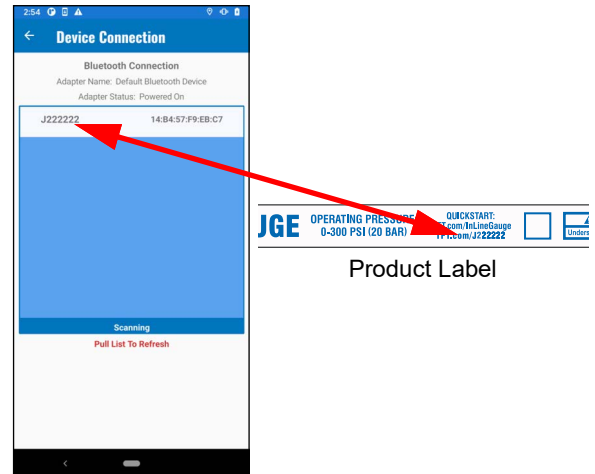 2:54
Device Connection
Bluetooth Connection
Adapter Name: Default Bluetooth Device
Adapter Status: Powered On
J222222 14:B4:57:F9:EB:C7
Scanning
Pull List To Refresh
UGE
OPERATING PRESSURE
0-300 PSI (20 BAR)
QUICKSTART:
.com/InLineGauge
.com/J222222
Unders
Product Label